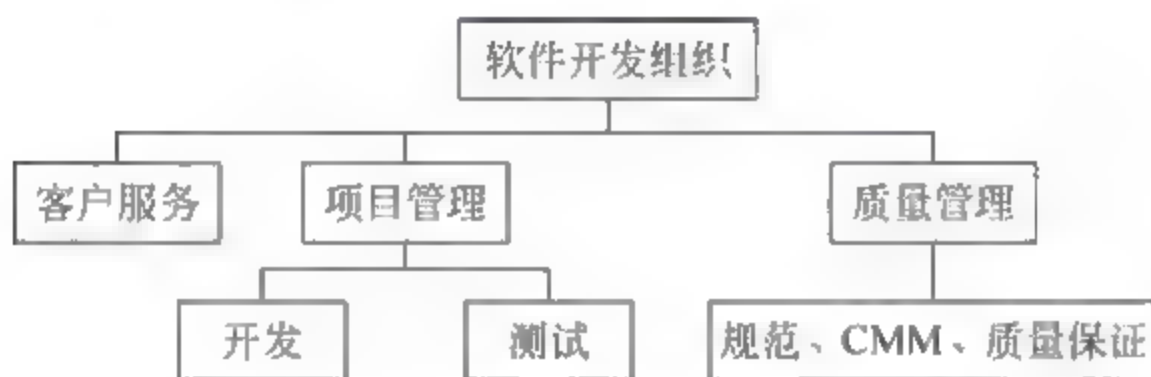 软件开发组织
客户服务
项目管理
质量管理
开发
测试
规范、CMM、质量保证